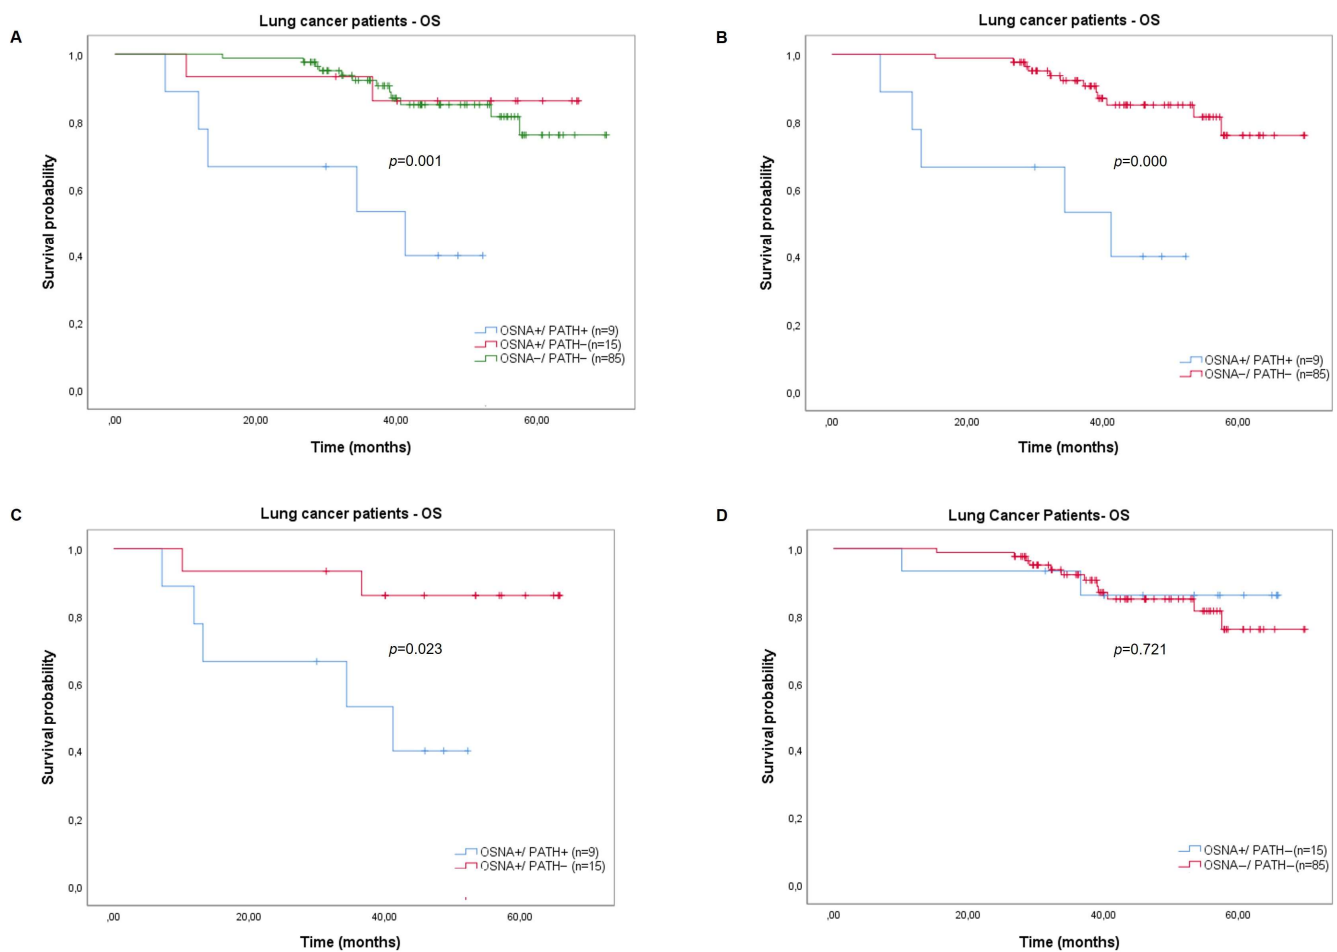 A
Lung cancer patients - OS
Survival probability
1,0
0,8
0,6
0,4
0,2
0,0
p=0.001
OSNA+/ PATH+ (n=9)
OSNA+/ PATH−(n=15)
OSNA−/ PATH− (n=85)
,00 20,00 40,00 60,00
Time (months)
B
Lung cancer patients - OS
Survival probability
1,0
0,8
0,6
0,4
0,2
0,0
p=0.000
OSNA+/ PATH+ (n=9)
OSNA−/ PATH− (n=85)
,00 20,00 40,00 60,00
Time (months)
C
Lung cancer patients - OS
Survival probability
1,0
0,8
0,6
0,4
0,2
0,0
p=0.023
OSNA+/ PATH+ (n=9)
OSNA+/ PATH− (n=15)
,00 20,00 40,00 60,00
Time (months)
D
Lung Cancer Patients- OS
Survival probability
1,0
0,8
0,6
0,4
0,2
0,0
p=0.721
OSNA+/ PATH−(n=15)
OSNA−/ PATH−(n=85)
,00 20,00 40,00 60,00
Time (months)